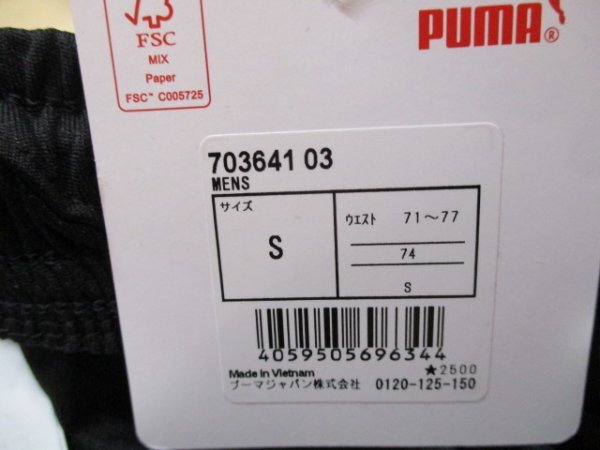 FSC
MIX
Paper
FSC™ C005725
PUMA®
703641 03
MENS
サイズ
S
ウエスト 71～77
74
S
4059505696344
Made in Vietnam ★2500
プーマジャパン株式会社 0120-125-150